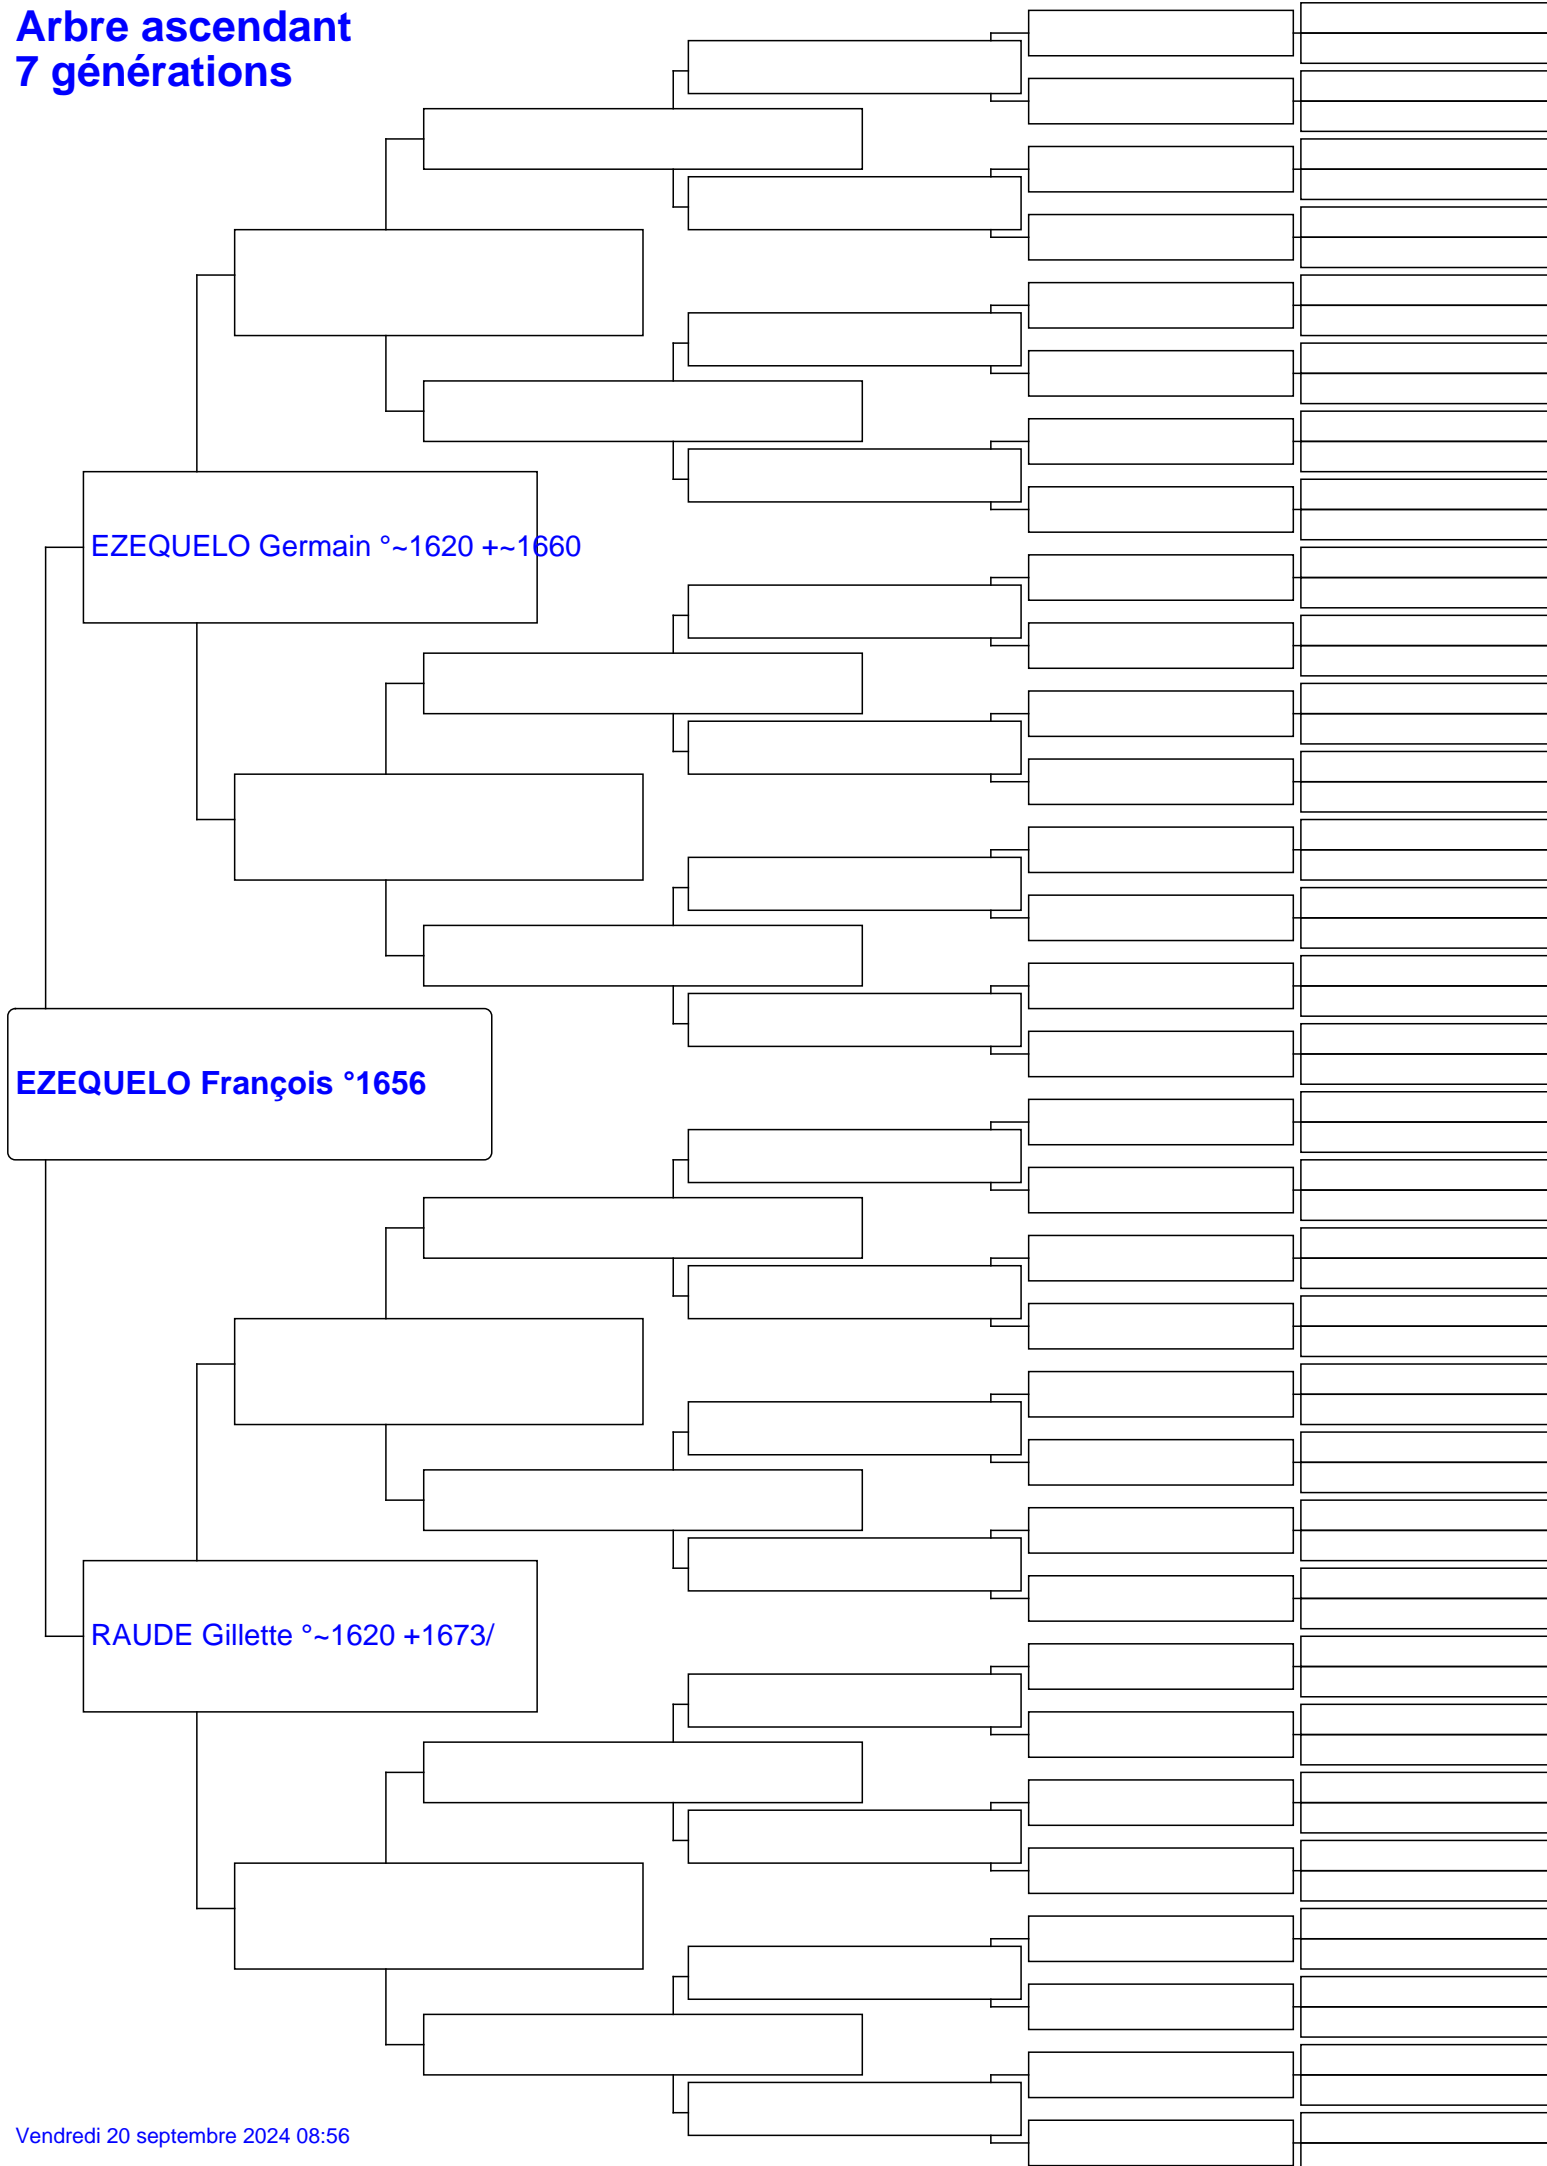 Arbre ascendant
7 générations
EZEQUELO Germain °~1620 +~1660
EZEQUELO François °1656
RAUDE Gillette °~1620 +1673/
Vendredi 20 septembre 2024 08:56